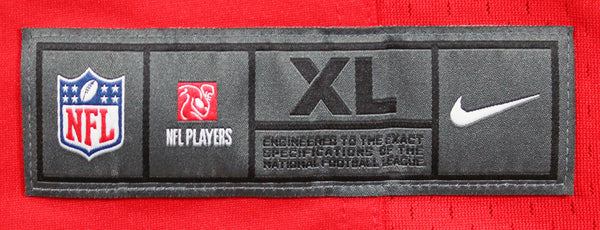 NFL
NFL PLAYERS
XL
ENGINEERED TO THE EXACT
SPECIFICATIONS OF THE
NATIONAL FOOTBALL LEAGUE.